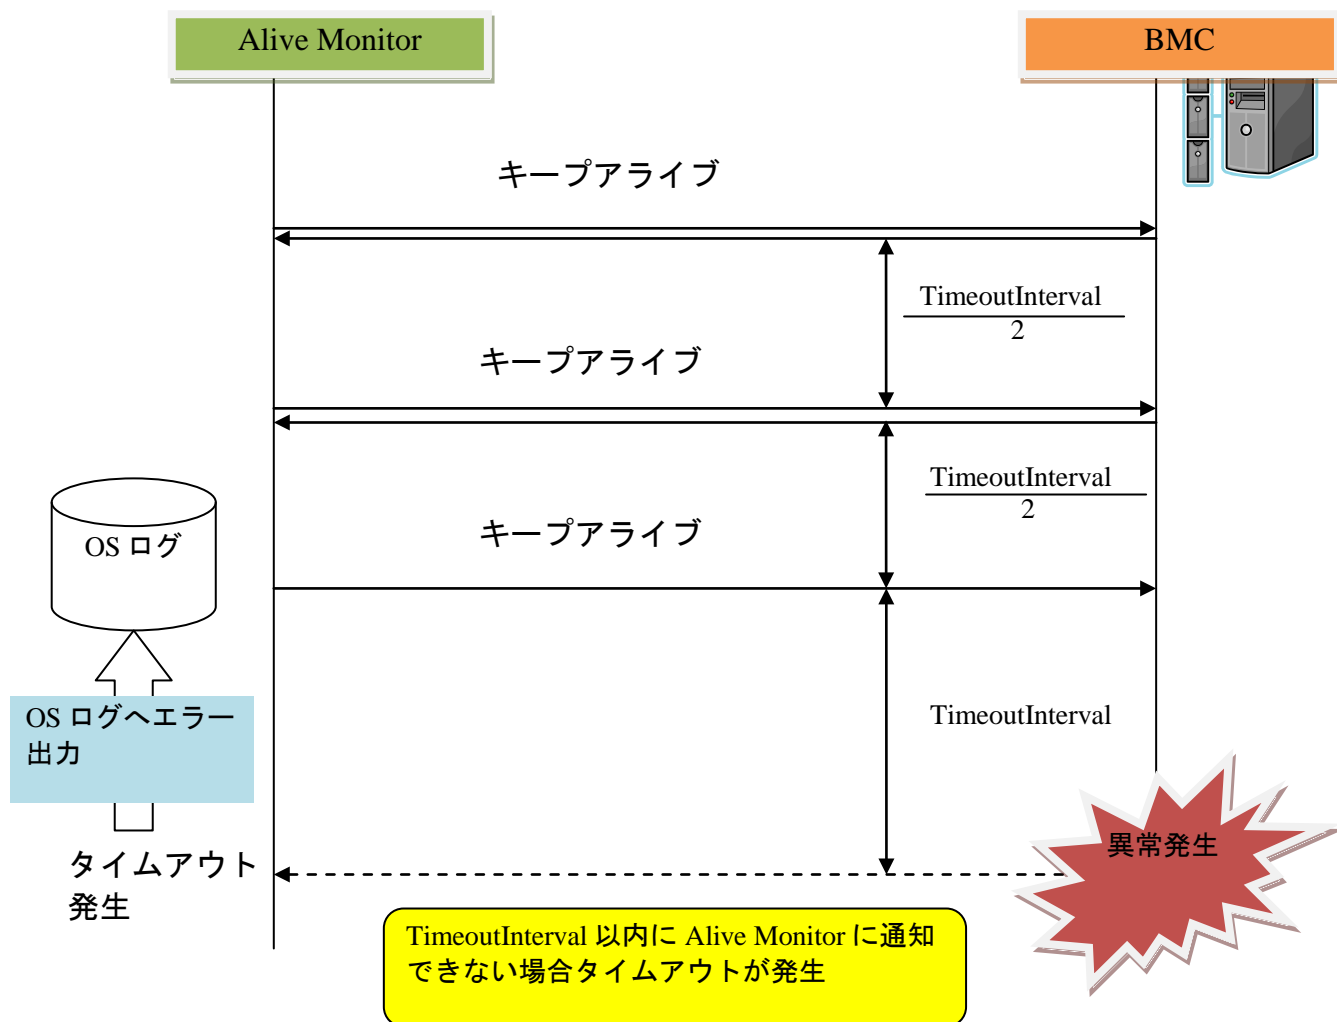 Alive Monitor
BMC
キープアライブ
TimeoutInterval
2
キープアライブ
TimeoutInterval
2
キープアライブ
OS ログ
OS ログへエラー
出力
TimeoutInterval
異常発生
タイムアウト
発生
TimeoutInterval 以内に Alive Monitor に通知
できない場合タイムアウトが発生